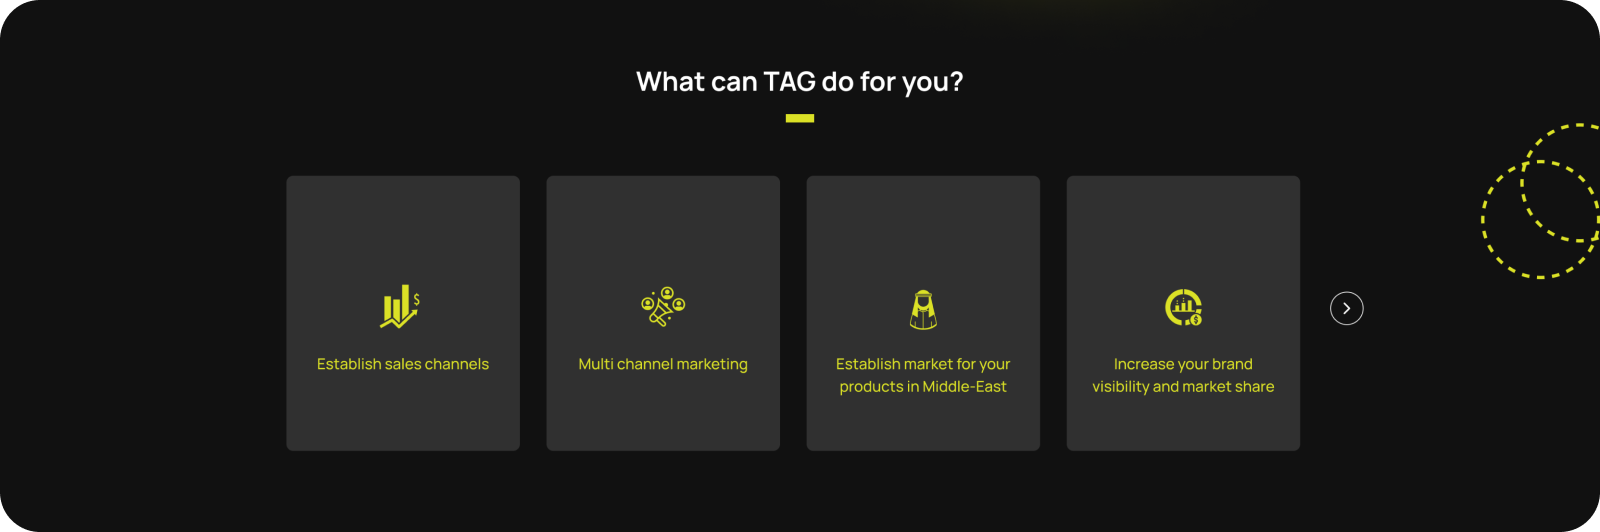 What can TAG do for you?
Establish sales channels
Multi channel marketing
Establish market for your
products in Middle-East
Increase your brand
visibility and market share